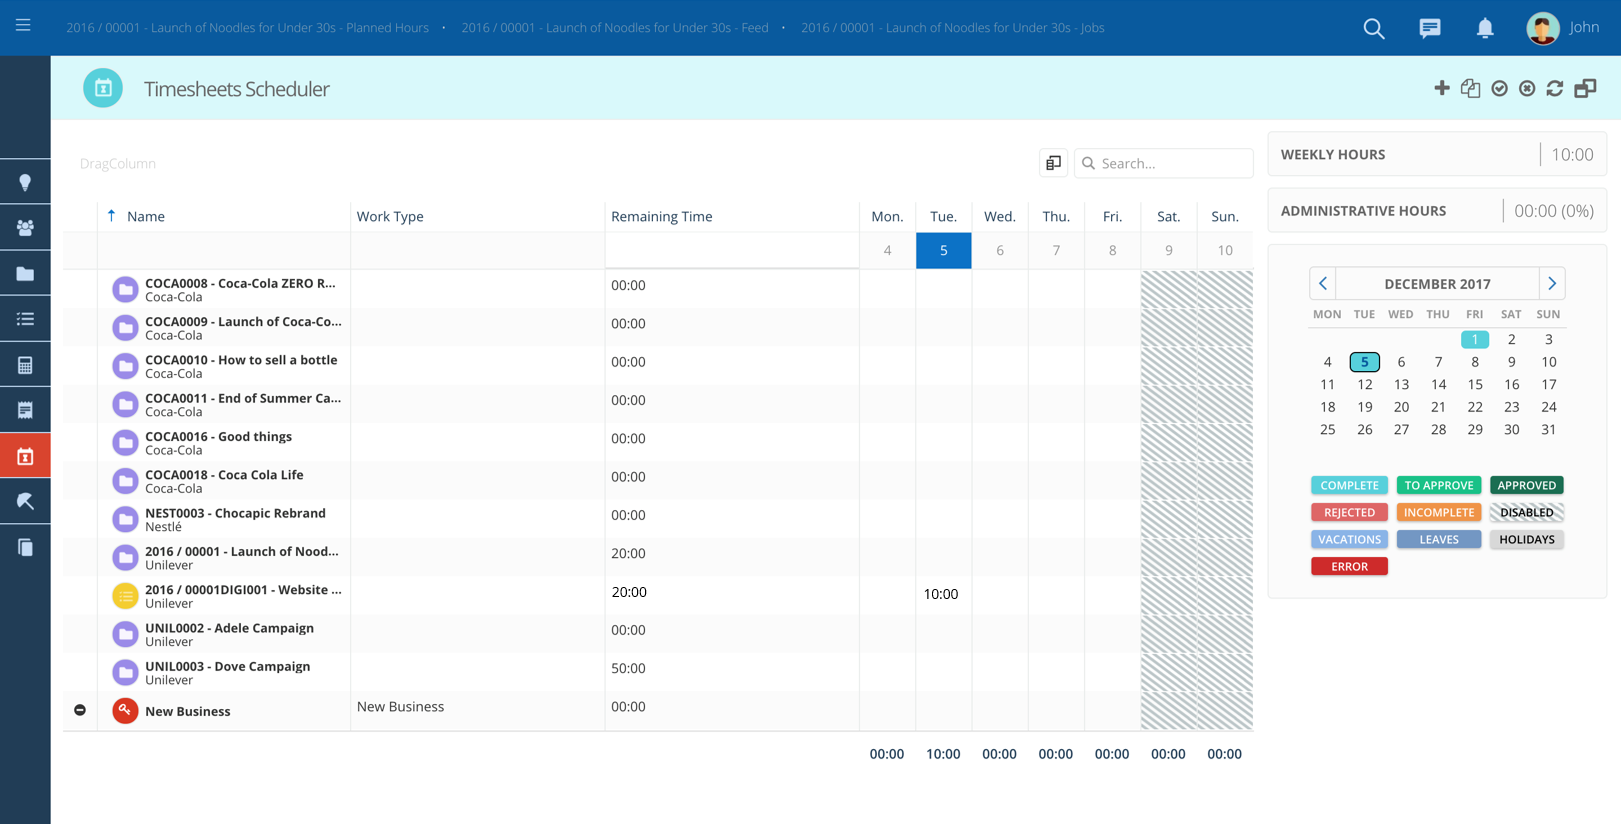 2016 / 00001 - Launch of Noodles for Under 30s - Planned Hours • 2016 / 00001 - Launch of Noodles for Under 30s - Feed • 2016 / 00001 - Launch of Noodles for Under 30s - Jobs
John
Timesheets Scheduler
DragColumn
Search...
Name Work Type Remaining Time Mon. Tue. Wed. Thu. Fri. Sat. Sun.
4 5 6 7 8 9 10
COCA0008 - Coca-Cola ZERO R... 00:00
Coca-Cola
COCA0009 - Launch of Coca-Co... 00:00
Coca-Cola
COCA0010 - How to sell a bottle 00:00
Coca-Cola
COCA0011 - End of Summer Ca... 00:00
Coca-Cola
COCA0016 - Good things 00:00
Coca-Cola
COCA0018 - Coca Cola Life 00:00
Coca-Cola
NEST0003 - Chocapic Rebrand 00:00
Nestlé
2016 / 00001 - Launch of Nood... 20:00
Unilever
2016 / 00001DIGI001 - Website ... 20:00 10:00
Unilever
UNIL0002 - Adele Campaign 00:00
Unilever
UNIL0003 - Dove Campaign 50:00
Unilever
New Business New Business 00:00
00:00 10:00 00:00 00:00 00:00 00:00 00:00
WEEKLY HOURS 10:00
ADMINISTRATIVE HOURS 00:00 (0%)
DECEMBER 2017
MON TUE WED THU FRI SAT SUN
1 2 3
4 5 6 7 8 9 10
11 12 13 14 15 16 17
18 19 20 21 22 23 24
25 26 27 28 29 30 31
COMPLETE TO APPROVE APPROVED
REJECTED INCOMPLETE DISABLED
VACATIONS LEAVES HOLIDAYS
ERROR